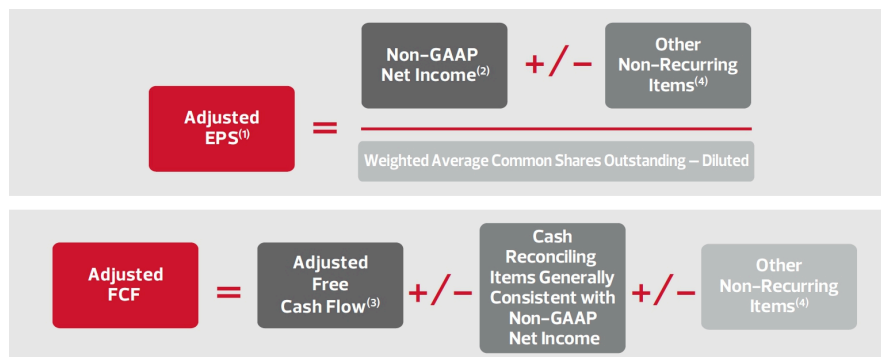 Non-GAAP
Net Income(2)
+/-
Other
Non-Recurring
Items(4)
Adjusted
EPS(1)
=
Weighted Average Common Shares Outstanding – Diluted
Adjusted
FCF
=
Adjusted
Free
Cash Flow(3)
+/-
Cash
Reconciling
Items Generally
Consistent with
Non-GAAP
Net Income
+/-
Other
Non-Recurring
Items(4)